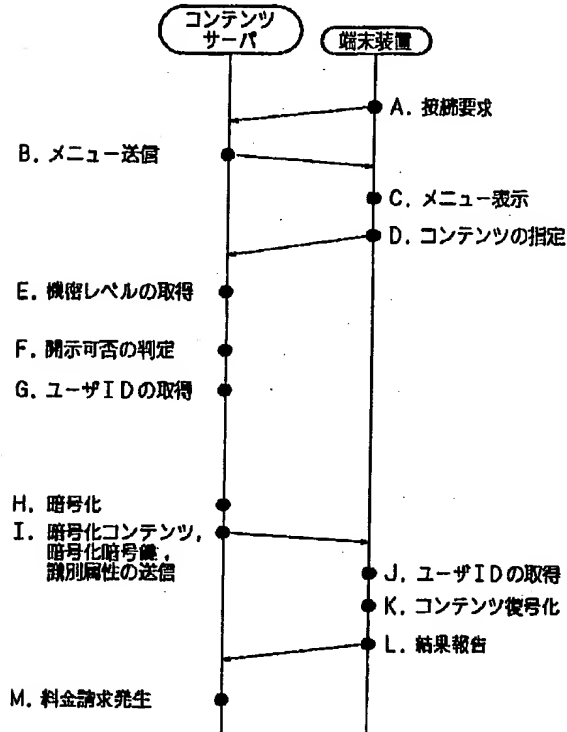 コンテンツ
サーバ
端末装置
A. 接続要求
B. メニュー送信
C. メニュー表示
D. コンテンツの指定
E. 機密レベルの取得
F. 開示可否の判定
G. ユーザIDの取得
H. 暗号化
I. 暗号化コンテンツ,
暗号化暗号鍵,
識別属性の送信
J. ユーザIDの取得
K. コンテンツ復号化
L. 結果報告
M. 料金請求発生